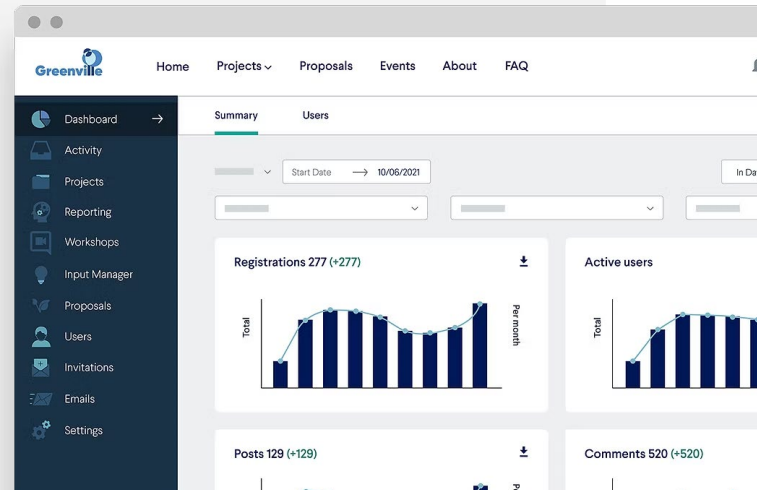 Greenville
Home Projects Proposals Events About FAQ
Dashboard
Activity
Projects
Reporting
Workshops
Input Manager
Proposals
Users
Invitations
Emails
Settings
Summary Users
Start Date → 10/06/2021
In Da
Registrations 277 (+277)
Total
Per month
Active users
Total
Posts 129 (+129)
Comments 520 (+520)